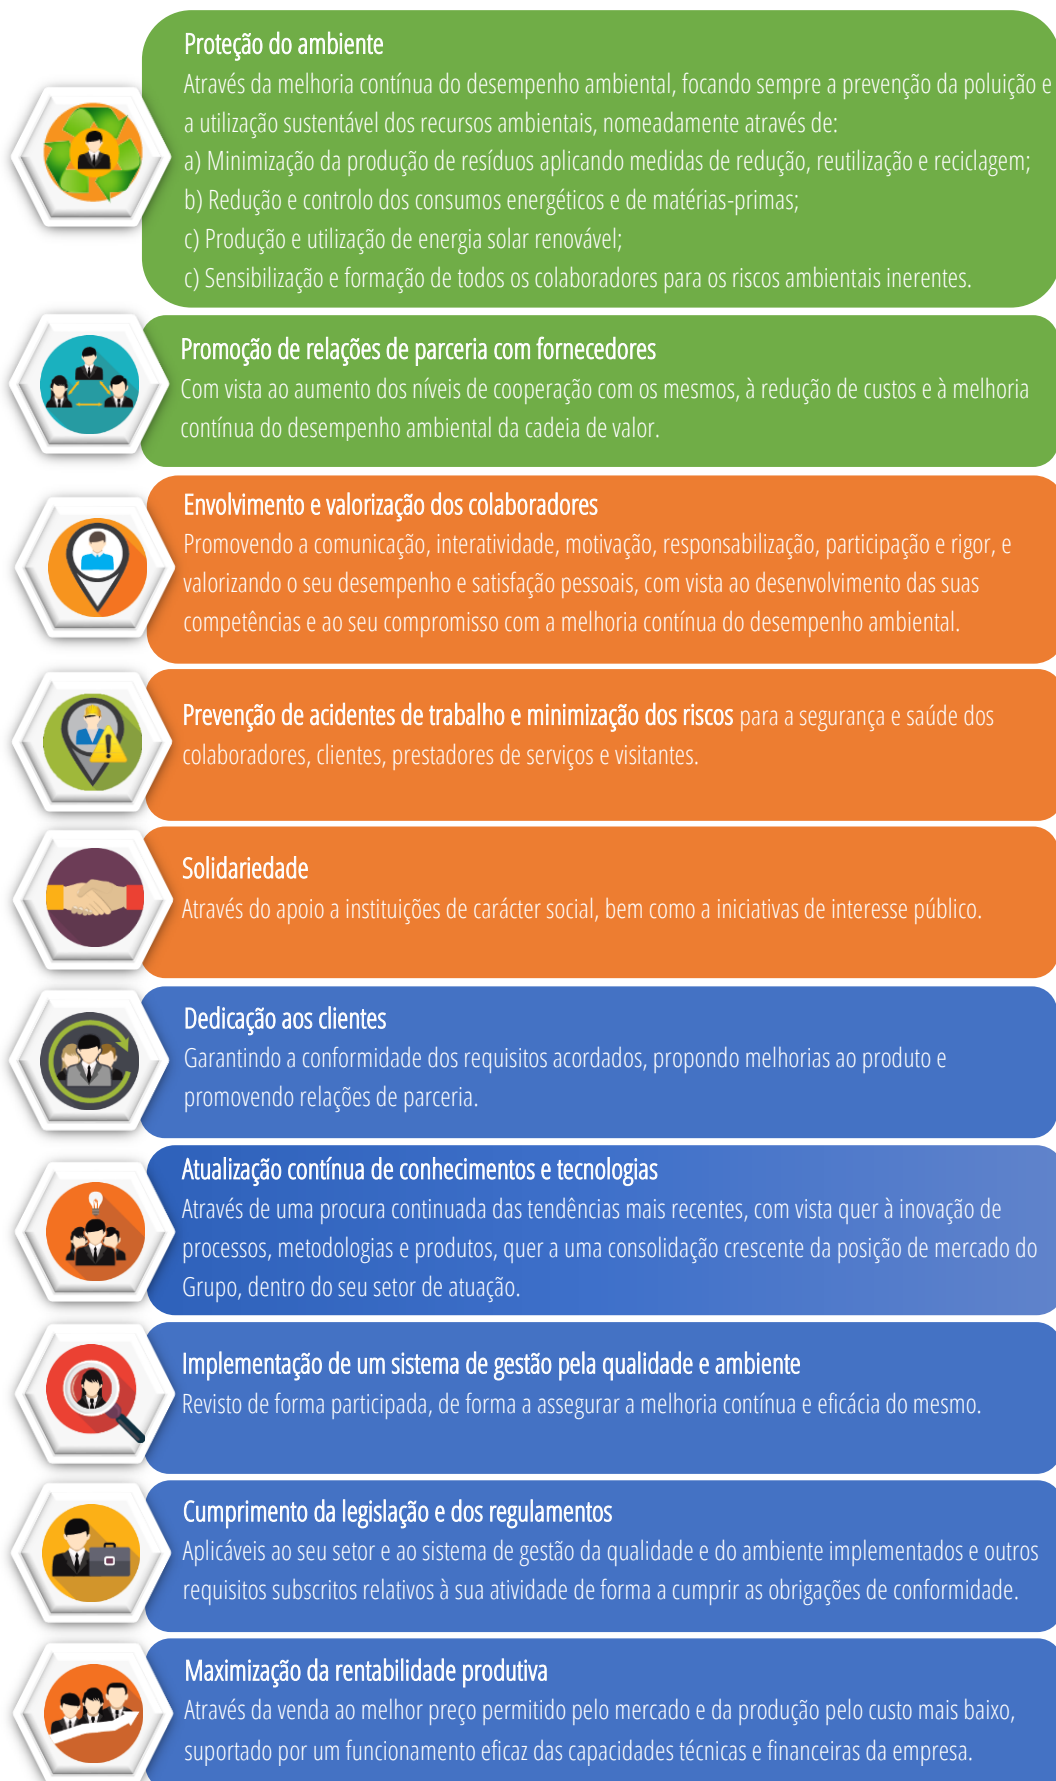 Proteção do ambiente
Através da melhoria contínua do desempenho ambiental, focando sempre a prevenção da poluição e
a utilização sustentável dos recursos ambientais, nomeadamente através de:
a) Minimização da produção de resíduos aplicando medidas de redução, reutilização e reciclagem;
b) Redução e controlo dos consumos energéticos e de matérias-primas;
c) Produção e utilização de energia solar renovável;
c) Sensibilização e formação de todos os colaboradores para os riscos ambientais inerentes.
Promoção de relações de parceria com fornecedores
Com vista ao aumento dos níveis de cooperação com os mesmos, à redução de custos e à melhoria
contínua do desempenho ambiental da cadeia de valor.
Envolvimento e valorização dos colaboradores
Promovendo a comunicação, interatividade, motivação, responsabilização, participação e rigor, e
valorizando o seu desempenho e satisfação pessoais, com vista ao desenvolvimento das suas
competências e ao seu compromisso com a melhoria contínua do desempenho ambiental.
Prevenção de acidentes de trabalho e minimização dos riscos para a segurança e saúde dos
colaboradores, clientes, prestadores de serviços e visitantes.
Solidariedade
Através do apoio a instituições de carácter social, bem como a iniciativas de interesse público.
Dedicação aos clientes
Garantindo a conformidade dos requisitos acordados, propondo melhorias ao produto e
promovendo relações de parceria.
Atualização contínua de conhecimentos e tecnologias
Através de uma procura continuada das tendências mais recentes, com vista quer à inovação de
processos, metodologias e produtos, quer a uma consolidação crescente da posição de mercado do
Grupo, dentro do seu setor de atuação.
Implementação de um sistema de gestão pela qualidade e ambiente
Revisto de forma participada, de forma a assegurar a melhoria contínua e eficácia do mesmo.
Cumprimento da legislação e dos regulamentos
Aplicáveis ao seu setor e ao sistema de gestão da qualidade e do ambiente implementados e outros
requisitos subscritos relativos à sua atividade de forma a cumprir as obrigações de conformidade.
Maximização da rentabilidade produtiva
Através da venda ao melhor preço permitido pelo mercado e da produção pelo custo mais baixo,
suportado por um funcionamento eficaz das capacidades técnicas e financeiras da empresa.